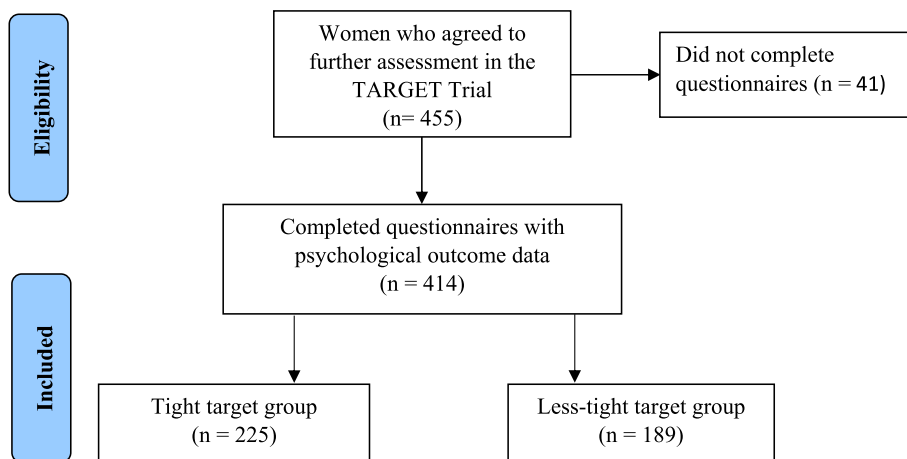 Eligibility
Women who agreed to
further assessment in the
TARGET Trial
(n= 455)
Did not complete
questionnaires (n = 41)
Completed questionnaires with
psychological outcome data
(n = 414)
Included
Tight target group
(n = 225)
Less-tight target group
(n = 189)